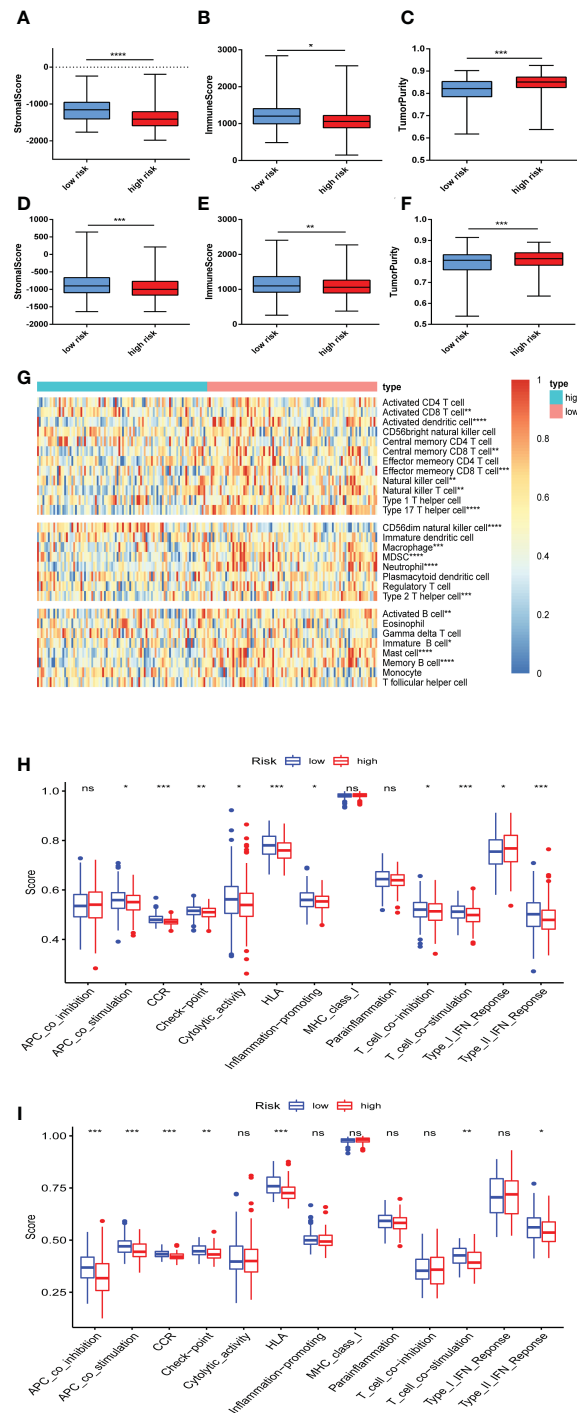 A
****
StromalScore
0
-1000
-2000
low risk
high risk
B
*
ImmuneScore
3000
2000
1000
0
low risk
high risk
C
***
TumorPurity
1.0
0.9
0.8
0.7
0.6
0.5
low risk
high risk
D
***
StromalScore
1000
500
0
-500
-1000
-1500
-2000
low risk
high risk
E
**
ImmuneScore
3000
2000
1000
0
low risk
high risk
F
***
TumorPurity
1.0
0.9
0.8
0.7
0.6
0.5
low risk
high risk
G
type
Activated CD4 T cell
Activated CD8 T cell**
Activated dendritic cell****
CD56bright natural killer cell
Central memory CD4 T cell
Central memory CD8 T cell**
Effector memeory CD4 T cell
Effector memeory CD8 T cell***
Natural killer cell**
Natural killer T cell**
Type 1 T helper cell
Type 17 T helper cell****
CD56dim natural killer cell****
Immature dendritic cell
Macrophage***
MDSC****
Neutrophil****
Plasmacytoid dendritic cell
Regulatory T cell
Type 2 T helper cell***
Activated B cell**
Eosinophil
Gamma delta T cell
Immature B cell*
Mast cell****
Memory B cell****
Monocyte
T follicular helper cell
1
0.8
0.6
0.4
0.2
0
type
high
low
H
Risk low high
ns * *** ** * *** * ns ns * *** * ***
Score
1.0
0.8
0.6
0.4
APC_co_inhibition
APC_co_stimulation
CCR
Check-point
Cytolytic_activity
HLA
Inflammation-promoting
MHC_class_I
Parainflammation
T_cell_co-inhibition
T_cell_co-stimulation
Type_I_IFN_Reponse
Type_II_IFN_Reponse
I
Risk low high
*** *** *** ** ns *** ns ns ns ns ** ns *
Score
1.00
0.75
0.50
0.25
APC_co_inhibition
APC_co_stimulation
CCR
Check-point
Cytolytic_activity
HLA
Inflammation-promoting
MHC_class_I
Parainflammation
T_cell_co-inhibition
T_cell_co-stimulation
Type_I_IFN_Reponse
Type_II_IFN_Reponse